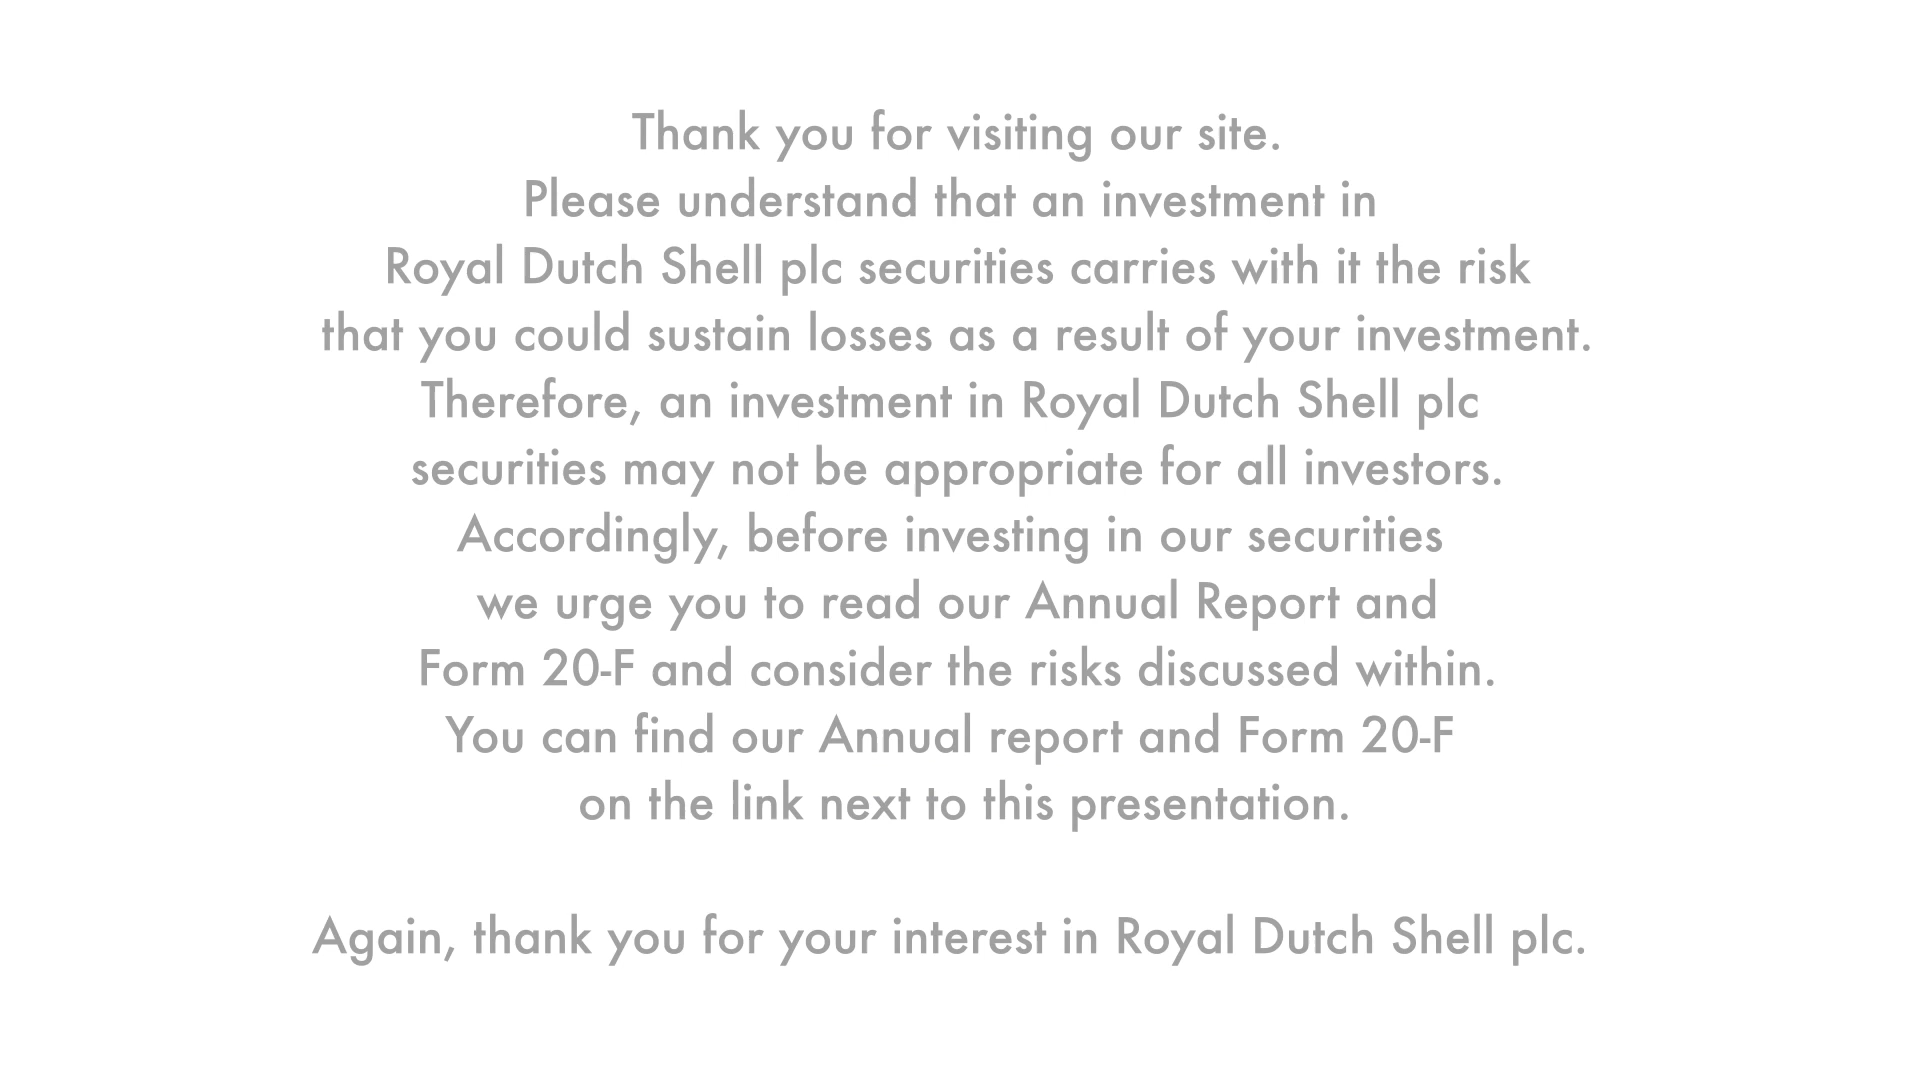 Thank you for visiting our site.
Please understand that an investment in
Royal Dutch Shell plc securities carries with it the risk
that you could sustain losses as a result of your investment.
Therefore, an investment in Royal Dutch Shell plc
securities may not be appropriate for all investors.
Accordingly, before investing in our securities
we urge you to read our Annual Report and
Form 20-F and consider the risks discussed within.
You can find our Annual report and Form 20-F
on the link next to this presentation.
Again, thank you for your interest in Royal Dutch Shell plc.